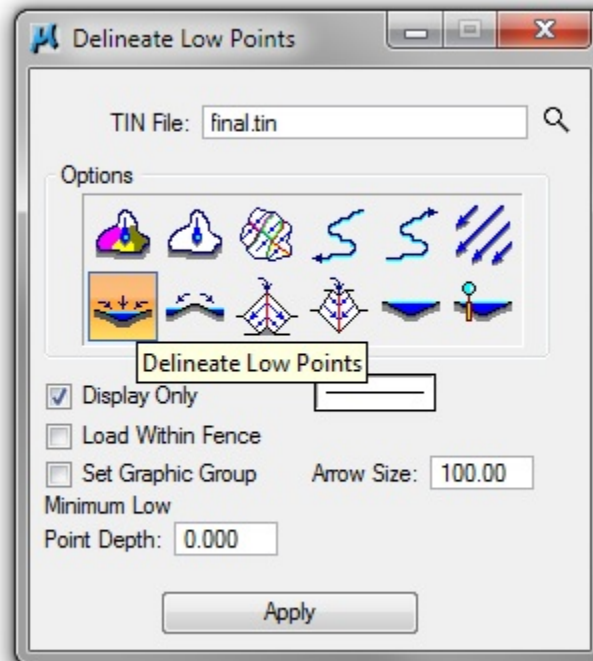 Delineate Low Points
TIN File: final.tin
Options
Delineate Low Points
Display Only
Load Within Fence
Set Graphic Group Arrow Size: 100.00
Minimum Low
Point Depth: 0.000
Apply